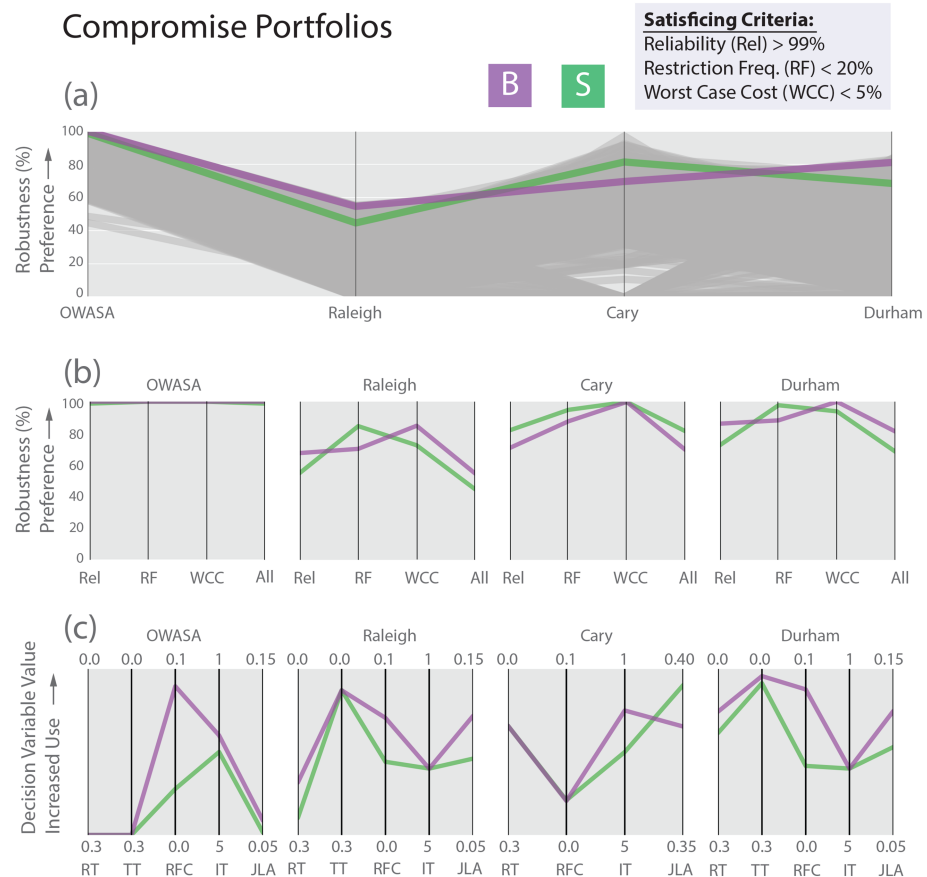 Compromise Portfolios
Satisficing Criteria:
Reliability (Rel) > 99%
Restriction Freq. (RF) < 20%
Worst Case Cost (WCC) < 5%
B
S
(a)
Robustness (%)
Preference
100
80
60
40
20
0
OWASA
Raleigh
Cary
Durham
(b)
Robustness (%)
Preference
OWASA
Raleigh
Cary
Durham
100
80
60
40
20
0
Rel RF WCC All
Rel RF WCC All
Rel RF WCC All
Rel RF WCC All
(c)
Decision Variable Value
Increased Use
OWASA
Raleigh
Cary
Durham
0.0 0.0 0.1 1 0.15
0.0 0.0 0.1 1 0.15
0.0 0.1 1 0.40
0.0 0.0 0.1 1 0.15
0.3 0.3 0.0 5 0.05
0.3 0.3 0.0 5 0.05
0.3 0.0 5 0.35
0.3 0.3 0.0 5 0.05
RT TT RFC IT JLA
RT TT RFC IT JLA
RT RFC IT JLA
RT TT RFC IT JLA